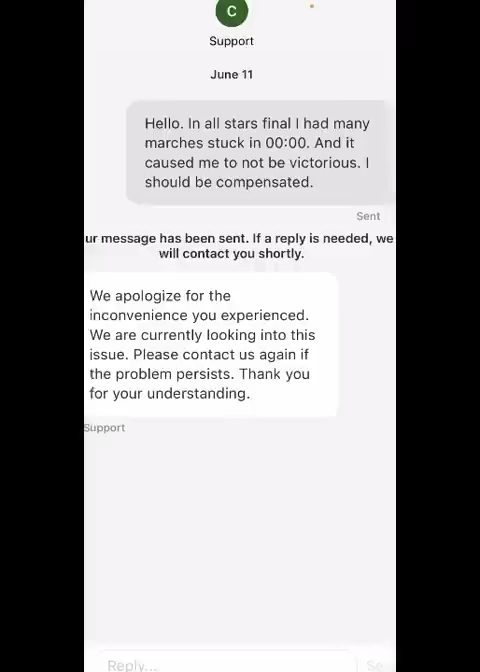 C
Support
June 11
Hello. In all stars final I had many
marches stuck in 00:00. And it
caused me to not be victorious. I
should be compensated.
Sent
ur message has been sent. If a reply is needed, we
will contact you shortly.
We apologize for the
inconvenience you experienced.
We are currently looking into this
issue. Please contact us again if
the problem persists. Thank you
for your understanding.
Support
Reply...
Se